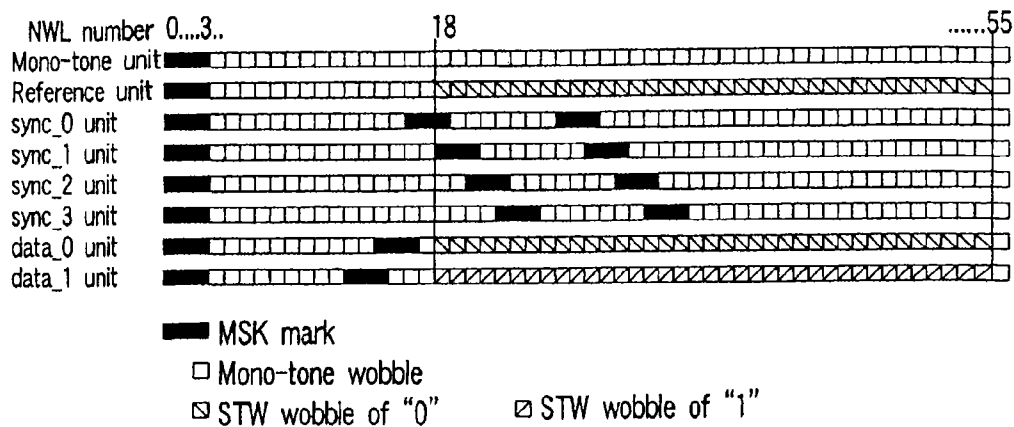 NWL number 0....3.. 18 ......55
Mono-tone unit
Reference unit
sync_0 unit
sync_1 unit
sync_2 unit
sync_3 unit
data_0 unit
data_1 unit
MSK mark
Mono-tone wobble
STW wobble of "0" STW wobble of "1"